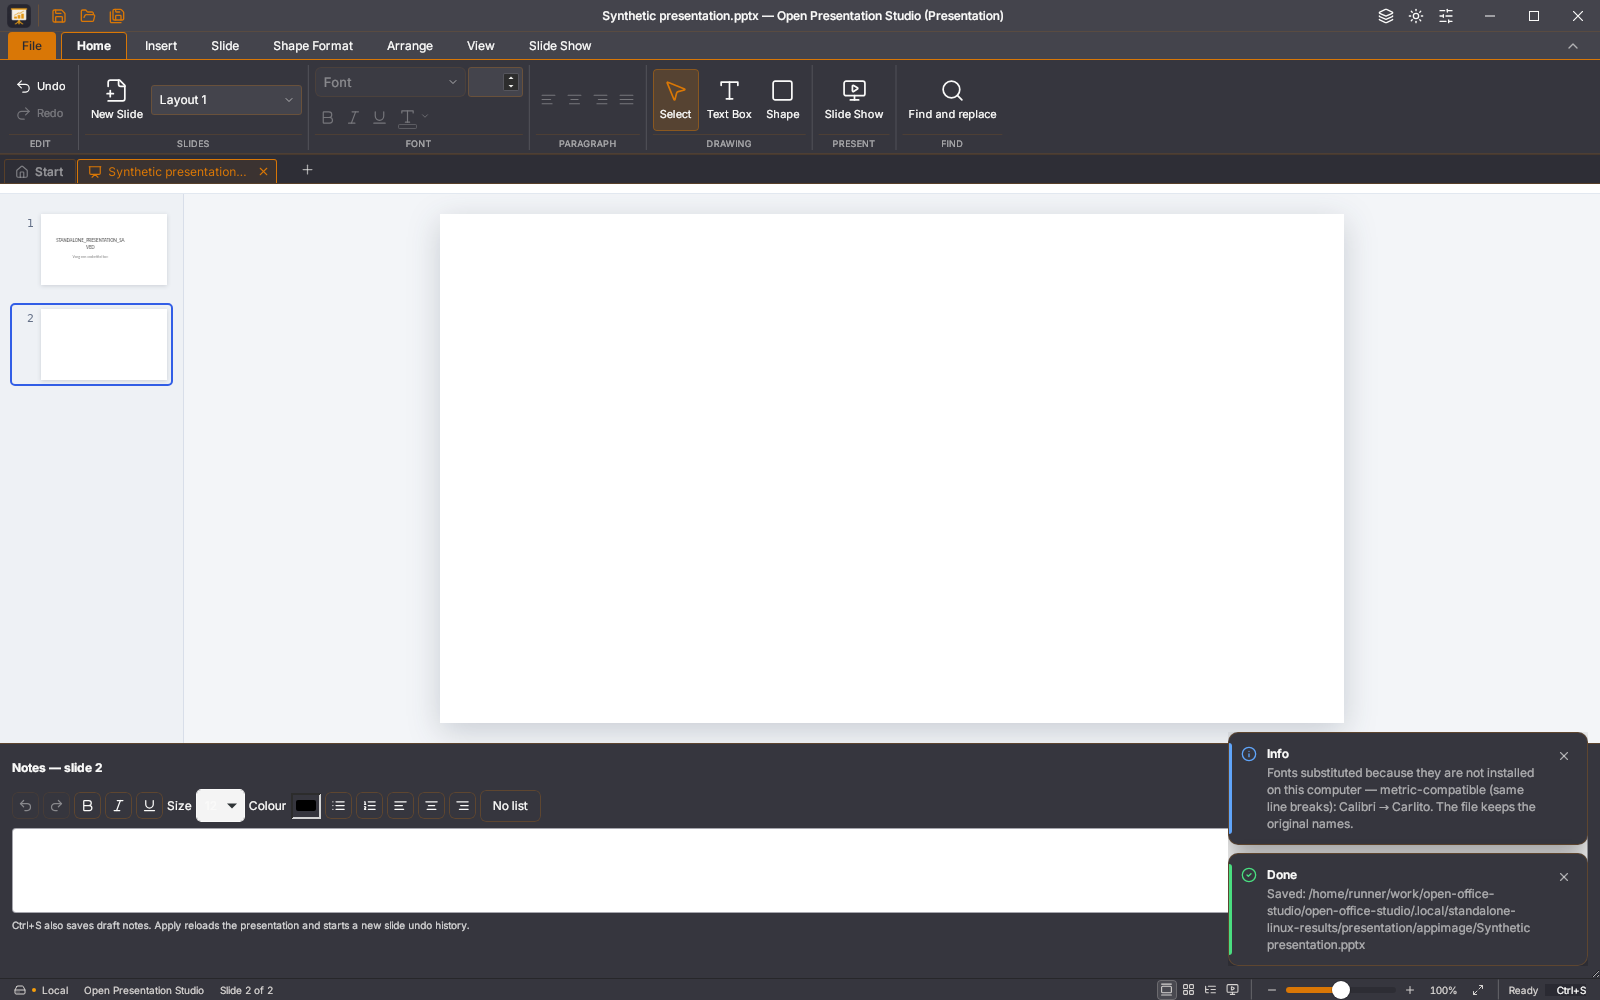 Synthetic presentation.pptx — Open Presentation Studio (Presentation)
File Home Insert Slide Shape Format Arrange View Slide Show
Undo
Redo
EDIT
New Slide
Layout 1
SLIDES
Font
B I U T
FONT
PARAGRAPH
Select
Text Box
Shape
DRAWING
Slide Show
PRESENT
Find and replace
FIND
Start
Synthetic presentation...
1
STANDALONE_PRESENTATION_SA
VED
2
Notes — slide 2
B I U Size Colour No list
Ctrl+S also saves draft notes. Apply reloads the presentation and starts a new slide undo history.
Info
Fonts substituted because they are not installed
on this computer — metric-compatible (same
line breaks): Calibri → Carlito. The file keeps the
original names.
Done
Saved: /home/runner/work/open-office-
studio/open-office-studio/.local/standalone-
linux-results/presentation/appimage/Synthetic
presentation.pptx
Local Open Presentation Studio Slide 2 of 2
100% Ready Ctrl+S